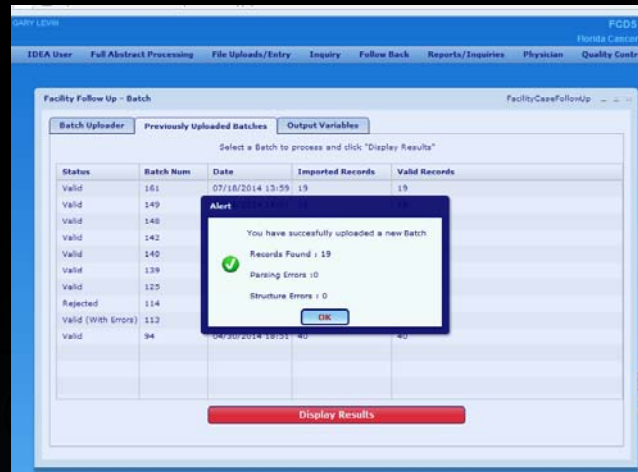 GARY LEVIN
FCDS
Florida Cancer
IDEA User Full Abstract Processing File Uploads/Entry Inquiry Follow Back Reports/Inquiries Physician Quality Contr
Facility Follow Up - Batch
FacilityCaseFollowUp
Batch Uploader Previously Uploaded Batches Output Variables
Select a Batch to process and click "Display Results"
Status Batch Num Date Imported Records Valid Records
Valid 161 07/18/2014 13:59 19 19
Valid 149
Valid 148
Valid 142
Valid 140
Valid 139
Valid 125
Rejected 114
Valid (With Errors) 112
Valid 94 04/30/2014 18:51 40 40
Alert
You have succesfully uploaded a new Batch
Records Found : 19
Parsing Errors :0
Structure Errors : 0
OK
Display Results